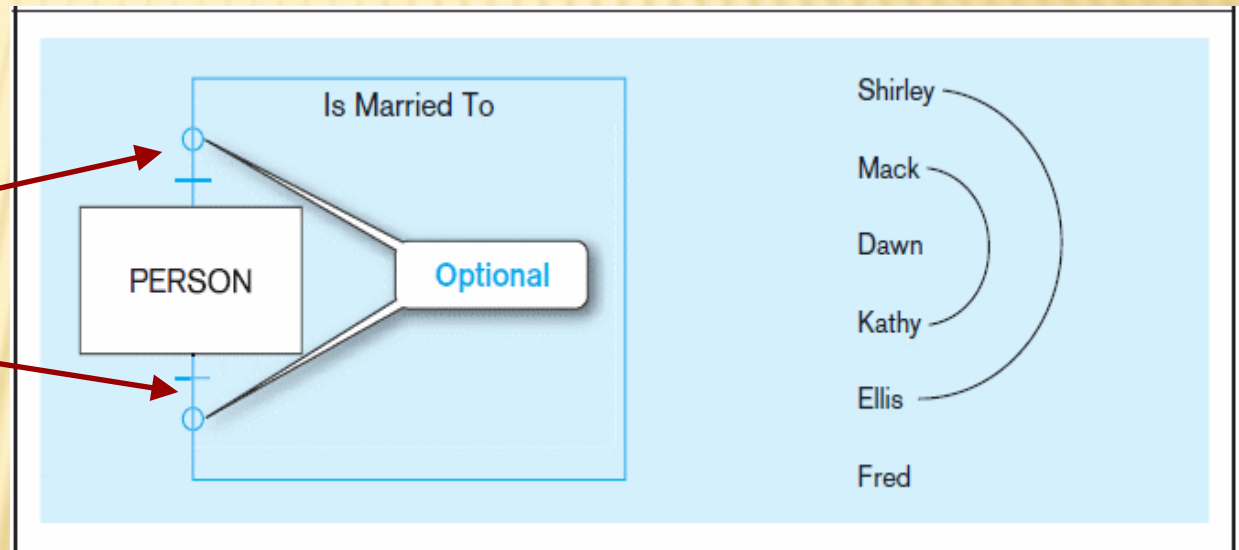 Is Married To
PERSON
Optional
Shirley
Mack
Dawn
Kathy
Ellis
Fred